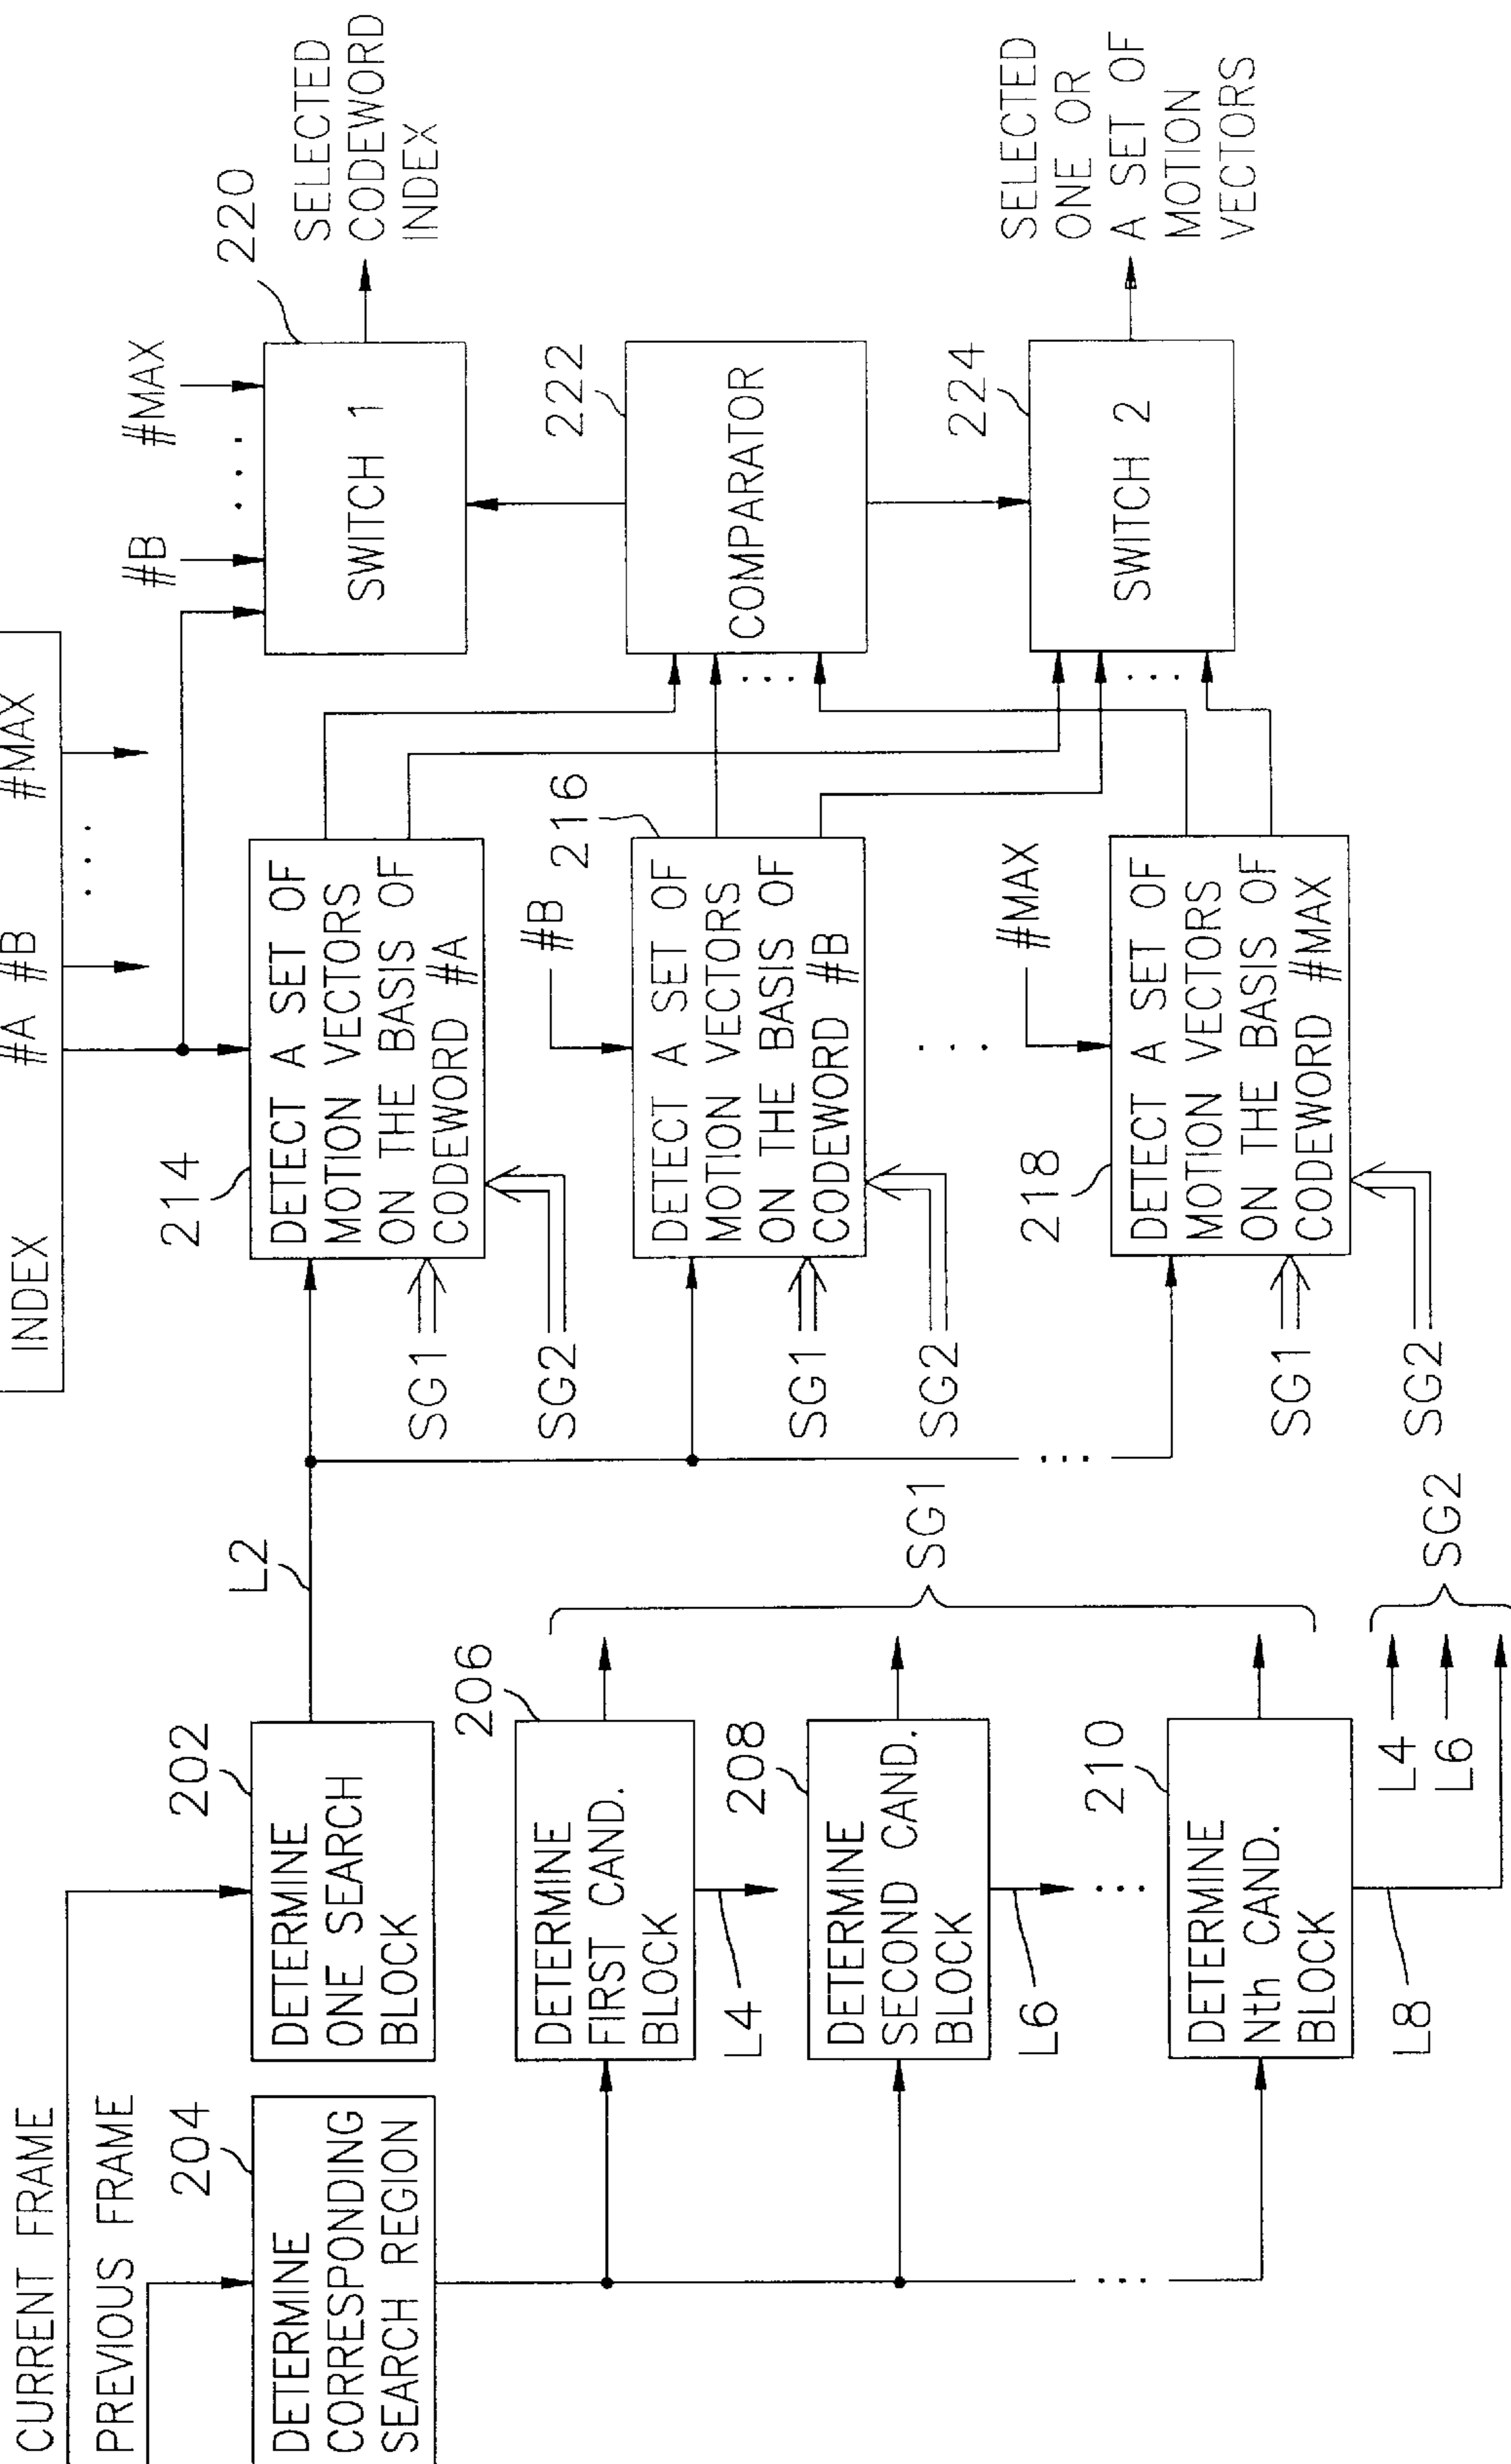 CURRENT FRAME
PREVIOUS FRAME
204
DETERMINE
CORRESPONDING
SEARCH REGION
202
DETERMINE
ONE SEARCH
BLOCK
L2
206
DETERMINE
FIRST CAND.
BLOCK
L4
208
DETERMINE
SECOND CAND.
BLOCK
L6
...
210
DETERMINE
Nth CAND.
BLOCK
L8
...
SG1
L4
L6
SG2
INDEX
#A #B #MAX
...
214
DETECT A SET OF
MOTION VECTORS
ON THE BASIS OF
CODEWORD #A
SG1
SG2
#B
216
DETECT A SET OF
MOTION VECTORS
ON THE BASIS OF
CODEWORD #B
SG1
SG2
...
...
#MAX
218
DETECT A SET OF
MOTION VECTORS
ON THE BASIS OF
CODEWORD #MAX
SG1
SG2
#B ... #MAX
220
SWITCH 1
SELECTED
CODEWORD
INDEX
222
COMPARATOR
...
224
SWITCH 2
...
SELECTED
ONE OR
A SET OF
MOTION
VECTORS